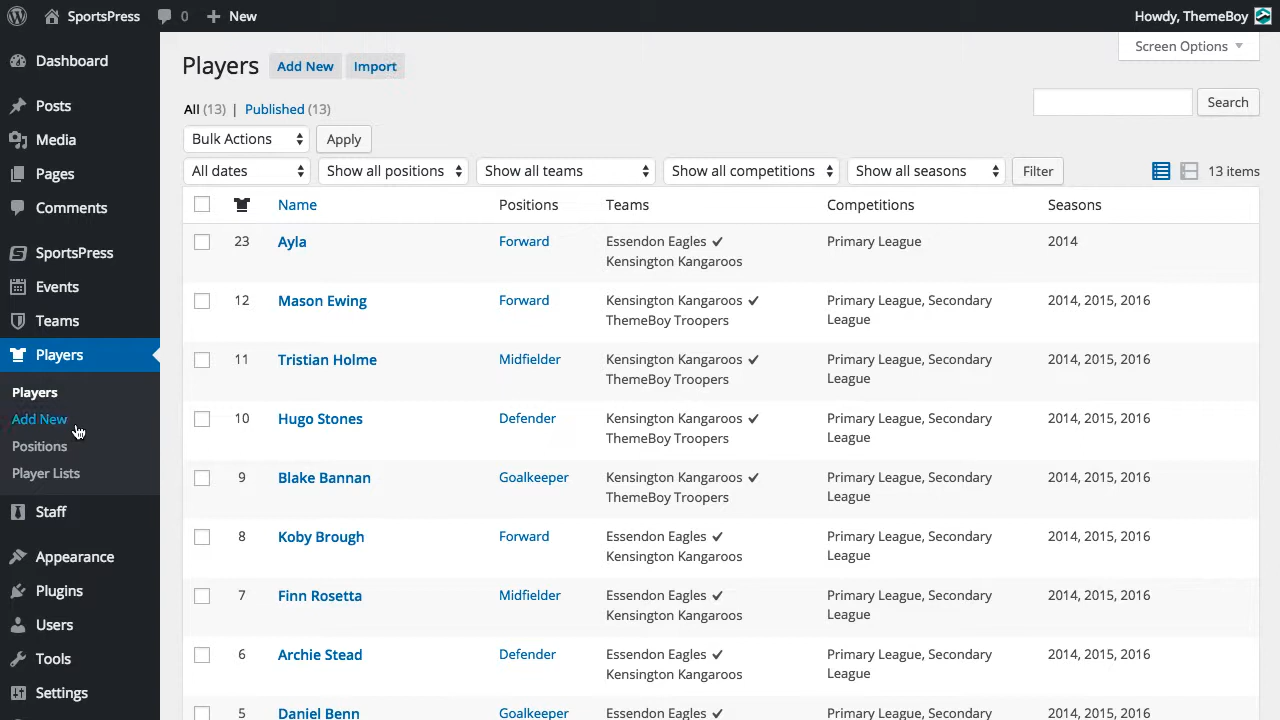 SportsPress 0 New Howdy, ThemeBoy
Dashboard
Posts
Media
Pages
Comments
SportsPress
Events
Teams
Players
Players
Add New
Positions
Player Lists
Staff
Appearance
Plugins
Users
Tools
Settings
Screen Options
Players Add New Import
All (13) | Published (13)
Search
Bulk Actions Apply
All dates Show all positions Show all teams Show all competitions Show all seasons Filter 13 items
Name Positions Teams Competitions Seasons
23 Ayla Forward Essendon Eagles ✔ Primary League 2014
Kensington Kangaroos
12 Mason Ewing Forward Kensington Kangaroos ✔ Primary League, Secondary 2014, 2015, 2016
ThemeBoy Troopers League
11 Tristian Holme Midfielder Kensington Kangaroos ✔ Primary League, Secondary 2014, 2015, 2016
ThemeBoy Troopers League
10 Hugo Stones Defender Kensington Kangaroos ✔ Primary League, Secondary 2014, 2015, 2016
ThemeBoy Troopers League
9 Blake Bannan Goalkeeper Kensington Kangaroos ✔ Primary League, Secondary 2014, 2015, 2016
ThemeBoy Troopers League
8 Koby Brough Forward Essendon Eagles ✔ Primary League, Secondary 2014, 2015, 2016
Kensington Kangaroos League
7 Finn Rosetta Midfielder Essendon Eagles ✔ Primary League, Secondary 2014, 2015, 2016
Kensington Kangaroos League
6 Archie Stead Defender Essendon Eagles ✔ Primary League, Secondary 2014, 2015, 2016
Kensington Kangaroos League
5 Daniel Benn Goalkeeper Essendon Eagles ✔ Primary League, Secondary 2014, 2015, 2016